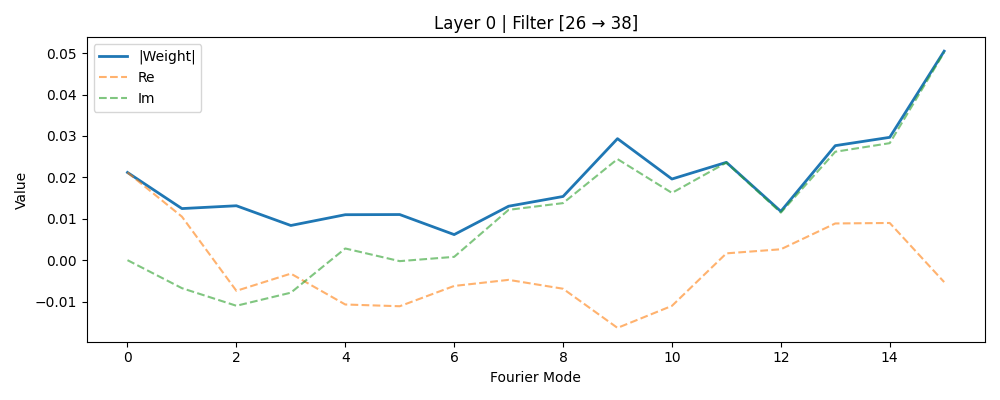 Layer 0 | Filter [26 → 38]
|Weight|
Re
Im
0.05
0.04
0.03
0.02
0.01
0.00
−0.01
Value
0 2 4 6 8 10 12 14
Fourier Mode